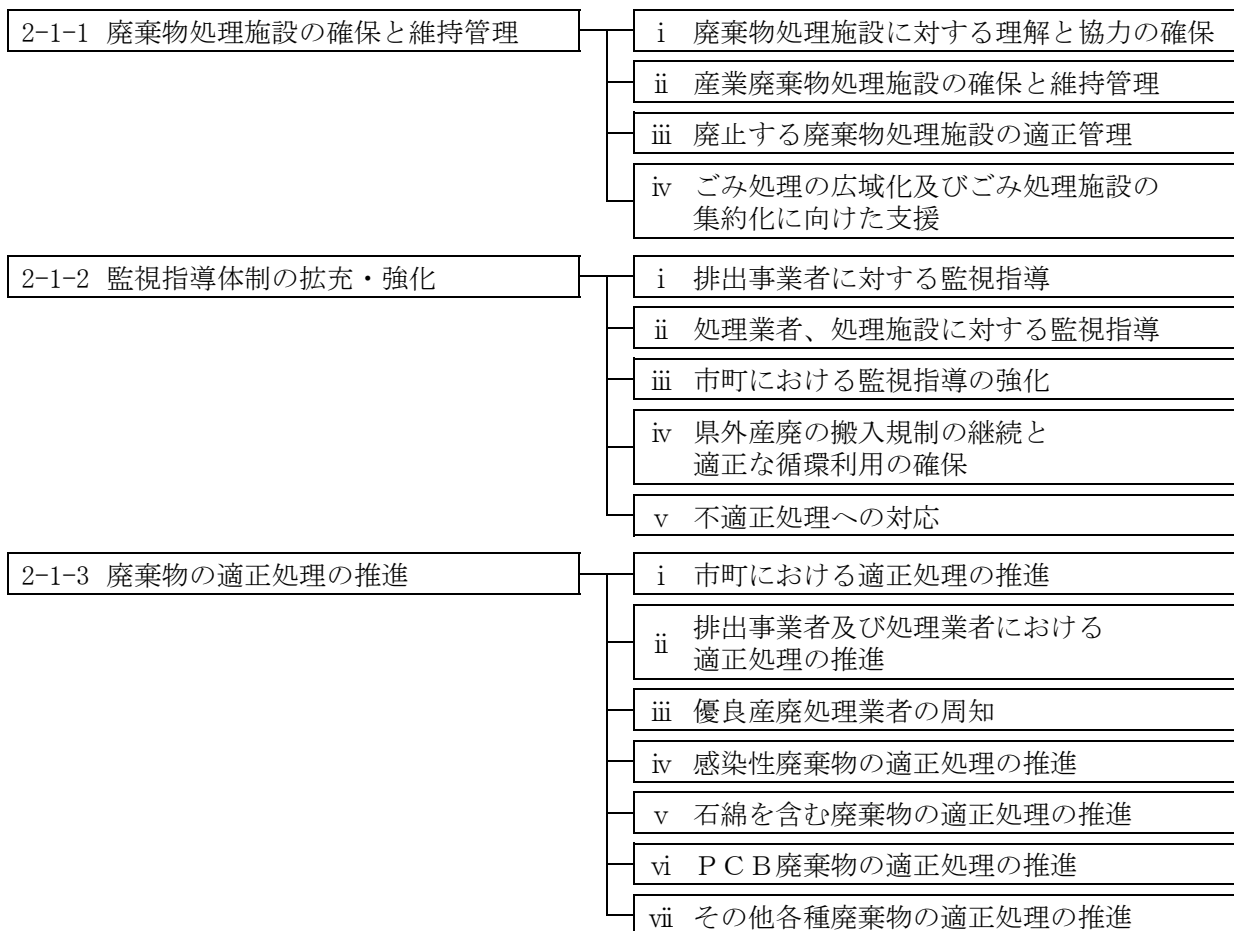 2-1-1 廃棄物処理施設の確保と維持管理
ⅰ 廃棄物処理施設に対する理解と協力の確保
ⅱ 産業廃棄物処理施設の確保と維持管理
ⅲ 廃止する廃棄物処理施設の適正管理
ⅳ ごみ処理の広域化及びごみ処理施設の
集約化に向けた支援
2-1-2 監視指導体制の拡充・強化
ⅰ 排出事業者に対する監視指導
ⅱ 処理業者、処理施設に対する監視指導
ⅲ 市町における監視指導の強化
ⅳ 県外産廃の搬入規制の継続と
適正な循環利用の確保
ⅴ 不適正処理への対応
2-1-3 廃棄物の適正処理の推進
ⅰ 市町における適正処理の推進
ⅱ 排出事業者及び処理業者における
適正処理の推進
ⅲ 優良産廃処理業者の周知
ⅳ 感染性廃棄物の適正処理の推進
ⅴ 石綿を含む廃棄物の適正処理の推進
ⅵ ＰＣＢ廃棄物の適正処理の推進
ⅶ その他各種廃棄物の適正処理の推進